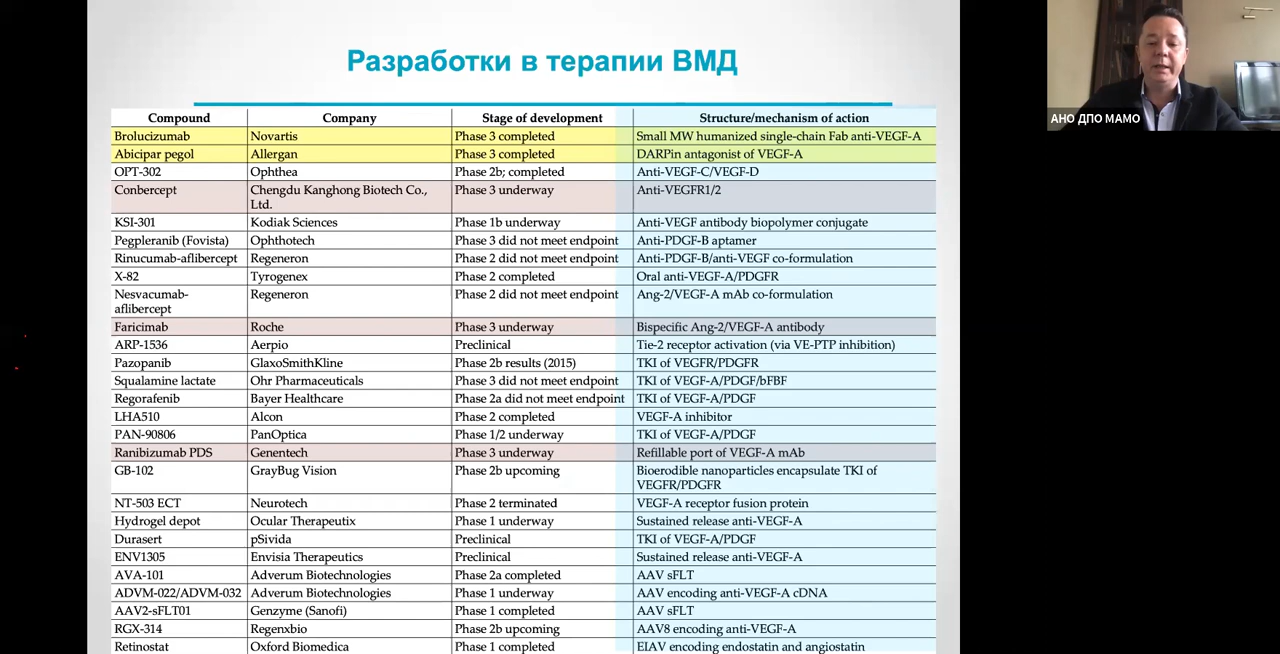 Разработки в терапии ВМД
АНО ДПО МАМО
Compound Company Stage of development Structure/mechanism of action
Brolucizumab Novartis Phase 3 completed Small MW humanized single-chain Fab anti-VEGF-A
Abicipar pegol Allergan Phase 3 completed DARPin antagonist of VEGF-A
OPT-302 Ophthea Phase 2b; completed Anti-VEGF-C/VEGF-D
Conbercept Chengdu Kanghong Biotech Co., Phase 3 underway Anti-VEGFR1/2
Ltd.
KSI-301 Kodiak Sciences Phase 1b underway Anti-VEGF antibody biopolymer conjugate
Pegpleranib (Fovista) Ophthotech Phase 3 did not meet endpoint Anti-PDGF-B aptamer
Rinucumab-aflibercept Regeneron Phase 2 did not meet endpoint Anti-PDGF-B/anti-VEGF co-formulation
X-82 Tyrogenex Phase 2 completed Oral anti-VEGF-A/PDGFR
Nesvacumab- Regeneron Phase 2 did not meet endpoint Ang-2/VEGF-A mAb co-formulation
aflibercept
Faricimab Roche Phase 3 underway Bispecific Ang-2/VEGF-A antibody
ARP-1536 Aerpio Preclinical Tie-2 receptor activation (via VE-PTP inhibition)
Pazopanib GlaxoSmithKline Phase 2b results (2015) TKI of VEGFR/PDGFR
Squalamine lactate Ohr Pharmaceuticals Phase 3 did not meet endpoint TKI of VEGF-A/PDGF/bFBF
Regorafenib Bayer Healthcare Phase 2a did not meet endpoint TKI of VEGF-A/PDGF
LHA510 Alcon Phase 2 completed VEGF-A inhibitor
PAN-90806 PanOptica Phase 1/2 underway TKI of VEGF-A/PDGF
Ranibizumab PDS Genentech Phase 3 underway Refillable port of VEGF-A mAb
GB-102 GrayBug Vision Phase 2b upcoming Bioerodible nanoparticles encapsulate TKI of
VEGFR/PDGFR
NT-503 ECT Neurotech Phase 2 terminated VEGF-A receptor fusion protein
Hydrogel depot Ocular Therapeutix Phase 1 underway Sustained release anti-VEGF-A
Durasert pSivida Preclinical TKI of VEGF-A/PDGF
ENV1305 Envisia Therapeutics Preclinical Sustained release anti-VEGF-A
AVA-101 Adverum Biotechnologies Phase 2a completed AAV sFLT
ADVM-022/ADVM-032 Adverum Biotechnologies Phase 1 underway AAV encoding anti-VEGF-A cDNA
AAV2-sFLT01 Genzyme (Sanofi) Phase 1 completed AAV sFLT
RGX-314 Regenxbio Phase 2b upcoming AAV8 encoding anti-VEGF-A
Retinostat Oxford Biomedica Phase 1 completed EIAV encoding endostatin and angiostatin